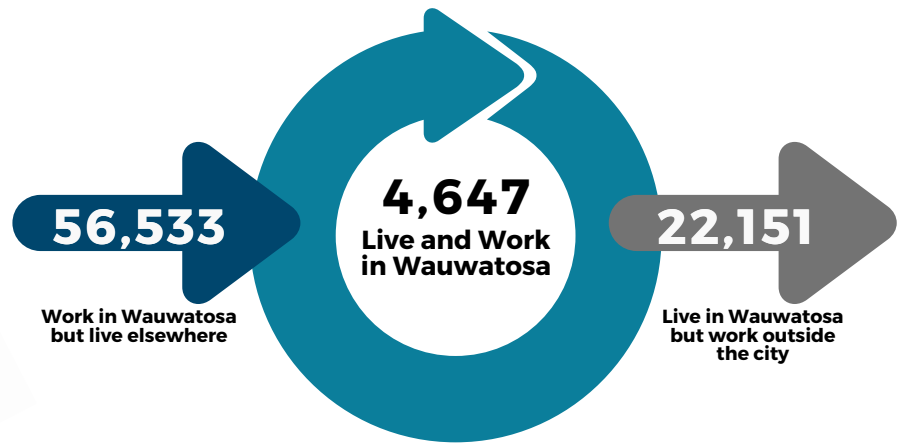 56,533
Work in Wauwatosa
but live elsewhere
4,647
Live and Work
in Wauwatosa
22,151
Live in Wauwatosa
but work outside
the city